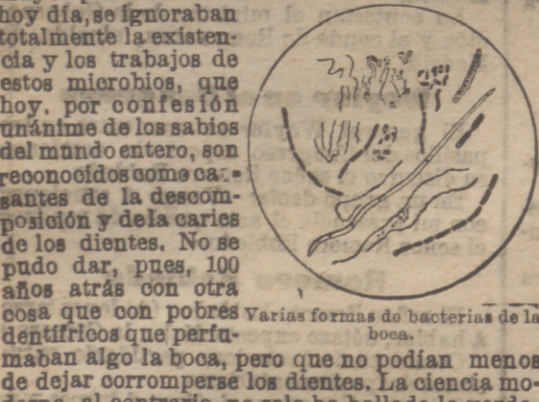 hoy día, se ignoraban
totalmente la existen-
cia y los trabajos de
estos microbios, que
hoy, por confesión
unánime de los sabios
del mundo entero, son
reconocidos como ca -
santes de la descom-
posición y de la caries
de los dientes. No se
pudo dar, pues, 100
años atrás con otra
cosa que con pobres
dentífricos que perfu-
Varias formas de bacterias de la
boca.
maban algo la boca, pero que no podían menos
de dejar corromperse los dientes. La ciencia mo-